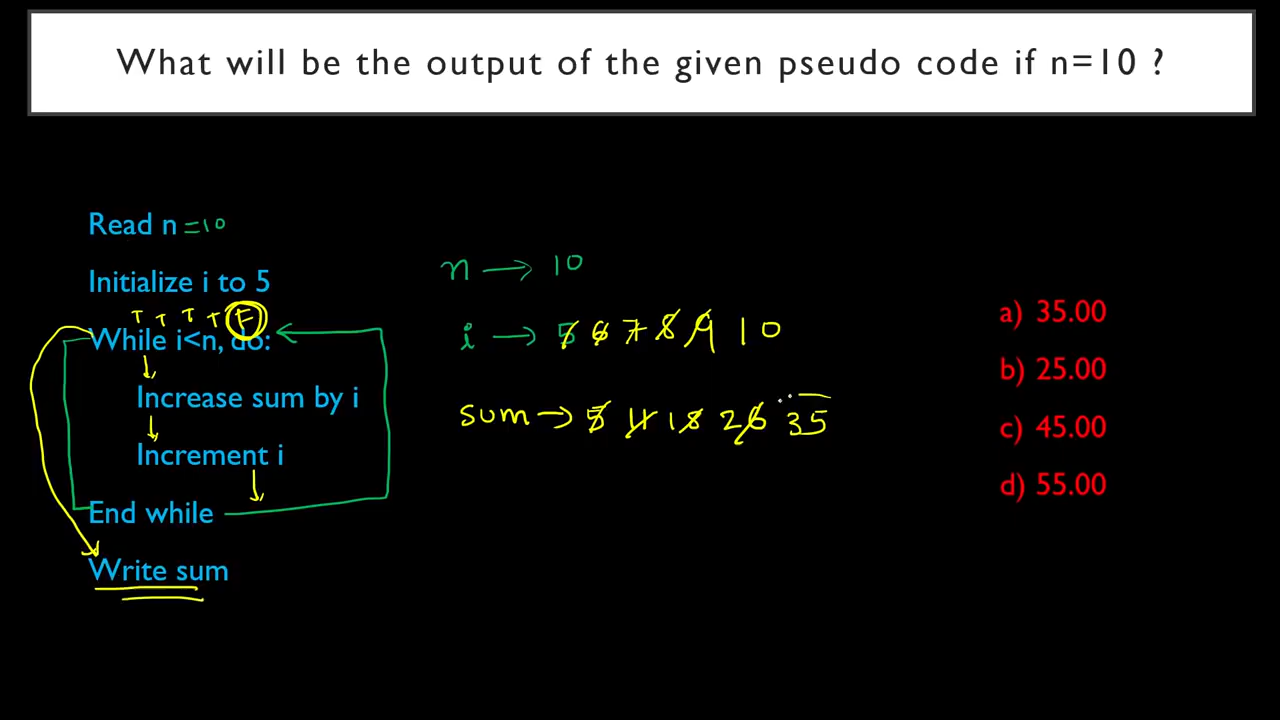 What will be the output of the given pseudo code if n=10 ?
Read n =10
Initialize i to 5
T T T T F
While i<n, do:
Increase sum by i
Increment i
End while
Write sum
n → 10
i → 5 6 7 8 9 10
sum → 5 11 18 26 35
a) 35.00
b) 25.00
c) 45.00
d) 55.00